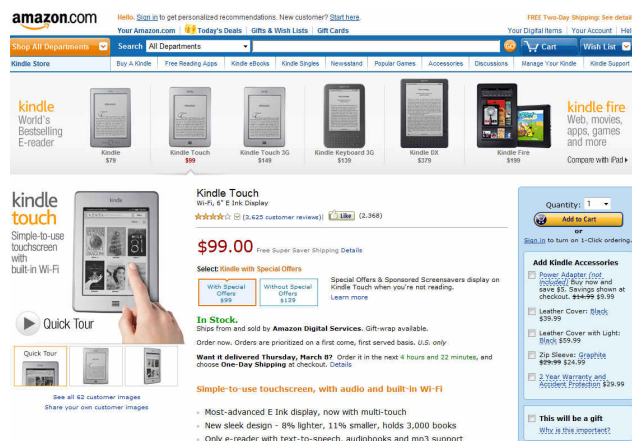 amazon.com
Hello. Sign in to get personalized recommendations. New customer? Start here.
FREE Two-Day Shipping: See detail
Your Amazon.com
Today's Deals
Gifts & Wish Lists
Gift Cards
Your Digital Items
Your Account
Hel
Shop All Departments
Search
All Departments
GO
Cart
Wish List
Kindle Store
Buy A Kindle
Free Reading Apps
Kindle eBooks
Kindle Singles
Newsstand
Popular Games
Accessories
Discussions
Manage Your Kindle
Kindle Support
kindle
World's
Bestselling
E-reader
Kindle
$79
Kindle Touch
$99
Kindle Touch 3G
$149
Kindle Keyboard 3G
$139
Kindle DX
$379
Kindle Fire
$199
kindle fire
Web, movies,
apps, games
and more
Compare with iPad
kindle
touch
Simple-to-use
touchscreen
with
built-in Wi-Fi
Quick Tour
Quick Tour
See all 62 customer images
Share your own customer images
Kindle Touch
Wi-Fi, 6" E Ink Display
(3,625 customer reviews)
Like
(2,368)
$99.00 Free Super Saver Shipping Details
Select: Kindle with Special Offers
With Special
Offers
$99
Without Special
Offers
$139
Special Offers & Sponsored Screensavers display on
Kindle Touch when you're not reading.
Learn more
In Stock.
Ships from and sold by Amazon Digital Services. Gift-wrap available.
Order now. Orders are prioritized on a first come, first served basis. U.S. only
Want it delivered Thursday, March 8? Order it in the next 4 hours and 22 minutes, and
choose One-Day Shipping at checkout. Details
Simple-to-use touchscreen, with audio and built-in Wi-Fi
Most-advanced E Ink display, now with multi-touch
New sleek design - 8% lighter, 11% smaller, holds 3,000 books
Only e-reader with text-to-speech, audiobooks and mp3 support
Quantity: 1
Add to Cart
or
Sign in to turn on 1-Click ordering.
Add Kindle Accessories
Power Adapter (not
included) Buy now and
save $5. Savings shown at
checkout. $14.99 $9.99
Leather Cover: Black
$39.99
Leather Cover with Light:
Black $59.99
Zip Sleeve: Graphite
$29.99 $24.99
2 Year Warranty and
Accident Protection $29.99
This will be a gift
Why is this important?